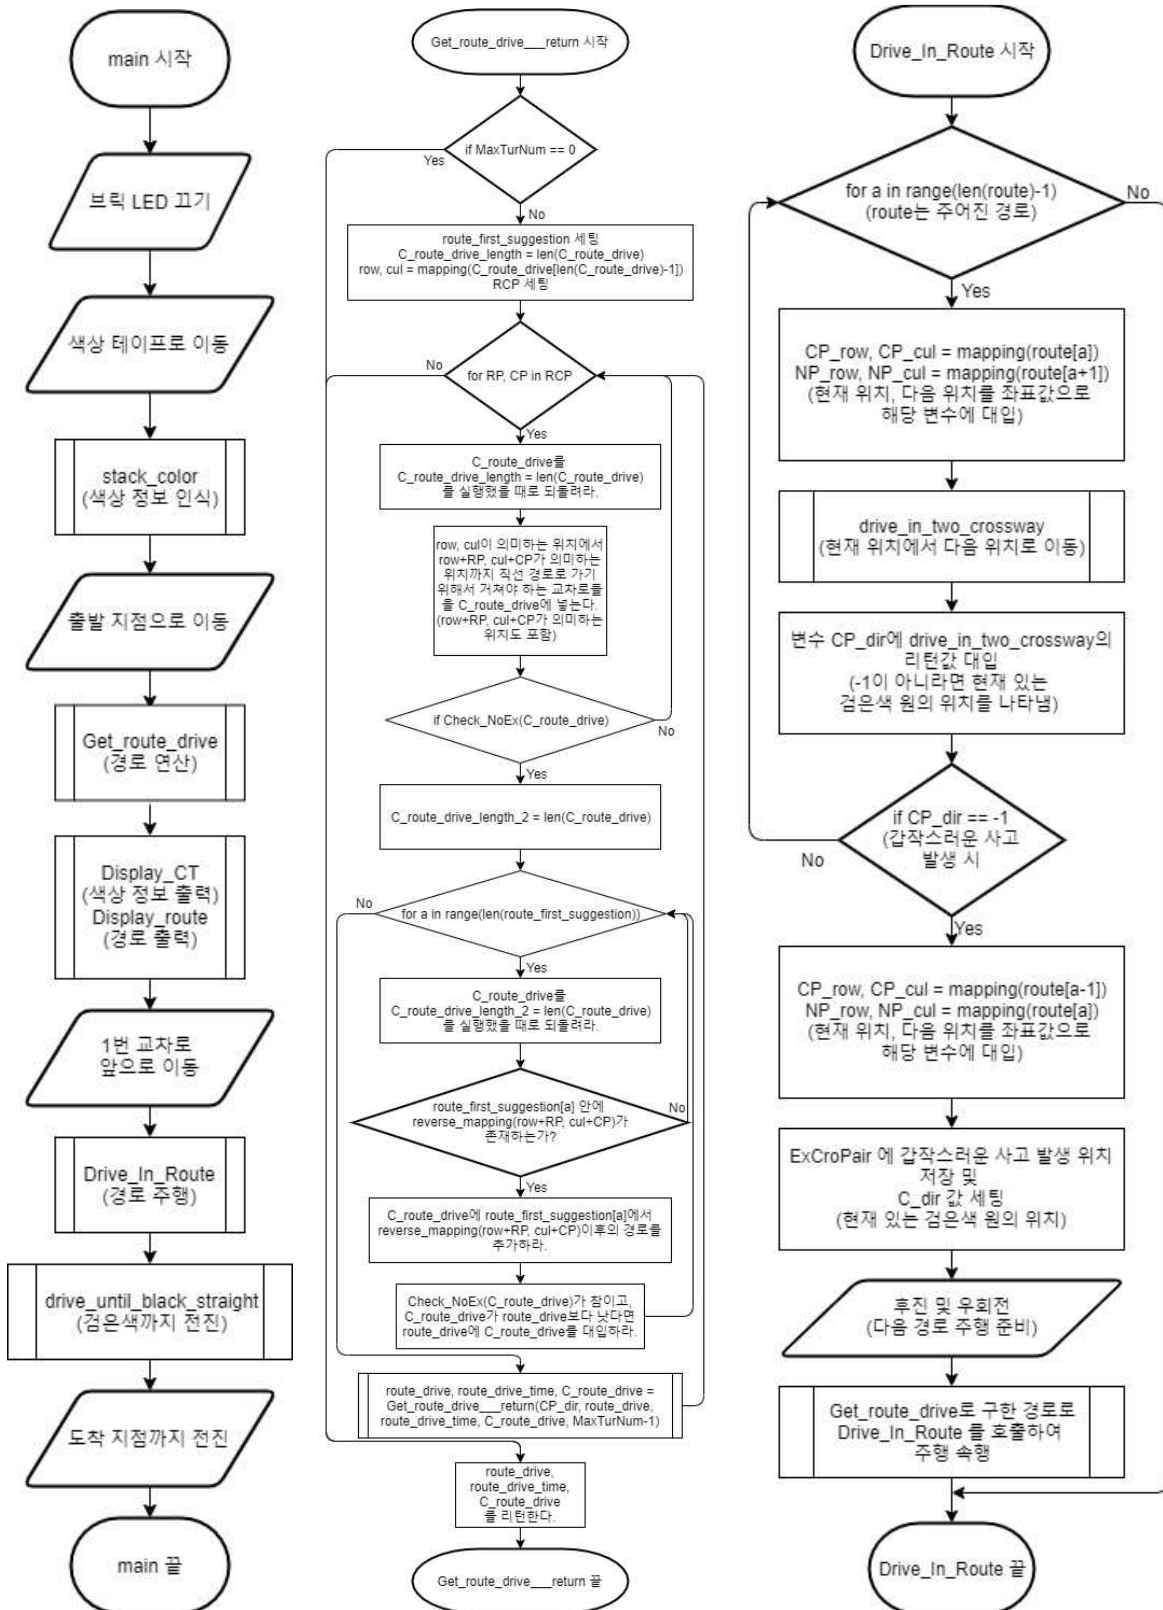 main 시작
브릭 LED 끄기
색상 테이프로 이동
stack_color
(색상 정보 인식)
출발 지점으로 이동
Get_route_drive
(경로 연산)
Display_CT
(색상 정보 출력)
Display_route
(경로 출력)
1번 교차로
앞으로 이동
Drive_In_Route
(경로 주행)
drive_until_black_straight
(검은색까지 전진)
도착 지점까지 전진
main 끝
Get_route_drive___return 시작
if MaxTurNum == 0
Yes
No
route_first_suggestion 세팅
C_route_drive_length = len(C_route_drive)
row, cul = mapping(C_route_drive[len(C_route_drive)-1])
RCP 세팅
No
for RP, CP in RCP
Yes
C_route_drive를
C_route_drive_length = len(C_route_drive)
를 실행했을 때로 되돌려라.
row, cul이 의미하는 위치에서
row+RP, cul+CP가 의미하는
위치까지 직선 경로로 가기
위해서 거쳐야 하는 교차로들
을 C_route_drive에 넣는다.
(row+RP, cul+CP가 의미하는
위치도 포함)
if Check_NoEx(C_route_drive)
No
Yes
C_route_drive_length_2 = len(C_route_drive)
No
for a in range(len(route_first_suggestion))
Yes
C_route_drive를
C_route_drive_length_2 = len(C_route_drive)
를 실행했을 때로 되돌려라.
route_first_suggestion[a] 안에
reverse_mapping(row+RP, cul+CP)가
존재하는가?
No
Yes
C_route_drive에 route_first_suggestion[a]에서
reverse_mapping(row+RP, cul+CP)이후의 경로를
추가하라.
Check_NoEx(C_route_drive)가 참이고,
C_route_drive가 route_drive보다 낫다면
route_drive에 C_route_drive를 대입하라.
route_drive, route_drive_time, C_route_drive =
Get_route_drive___return(CP_dir, route_drive,
route_drive_time, C_route_drive, MaxTurNum-1)
route_drive,
route_drive_time,
C_route_drive
를 리턴한다.
Get_route_drive___return 끝
Drive_In_Route 시작
for a in range(len(route)-1)
(route는 주어진 경로)
No
Yes
CP_row, CP_cul = mapping(route[a])
NP_row, NP_cul = mapping(route[a+1])
(현재 위치, 다음 위치를 좌표값으로
해당 변수에 대입)
drive_in_two_crossway
(현재 위치에서 다음 위치로 이동)
변수 CP_dir에 drive_in_two_crossway의
리턴값 대입
(-1이 아니라면 현재 있는
검은색 원의 위치를 나타냄)
if CP_dir == -1
(갑작스러운 사고
발생 시
No
Yes
CP_row, CP_cul = mapping(route[a-1])
NP_row, NP_cul = mapping(route[a])
(현재 위치, 다음 위치를 좌표값으로
해당 변수에 대입)
ExCroPair 에 갑작스러운 사고 발생 위치
저장 및
C_dir 값 세팅
(현재 있는 검은색 원의 위치)
후진 및 우회전
(다음 경로 주행 준비)
Get_route_drive로 구한 경로로
Drive_In_Route 를 호출하여
주행 속행
Drive_In_Route 끝